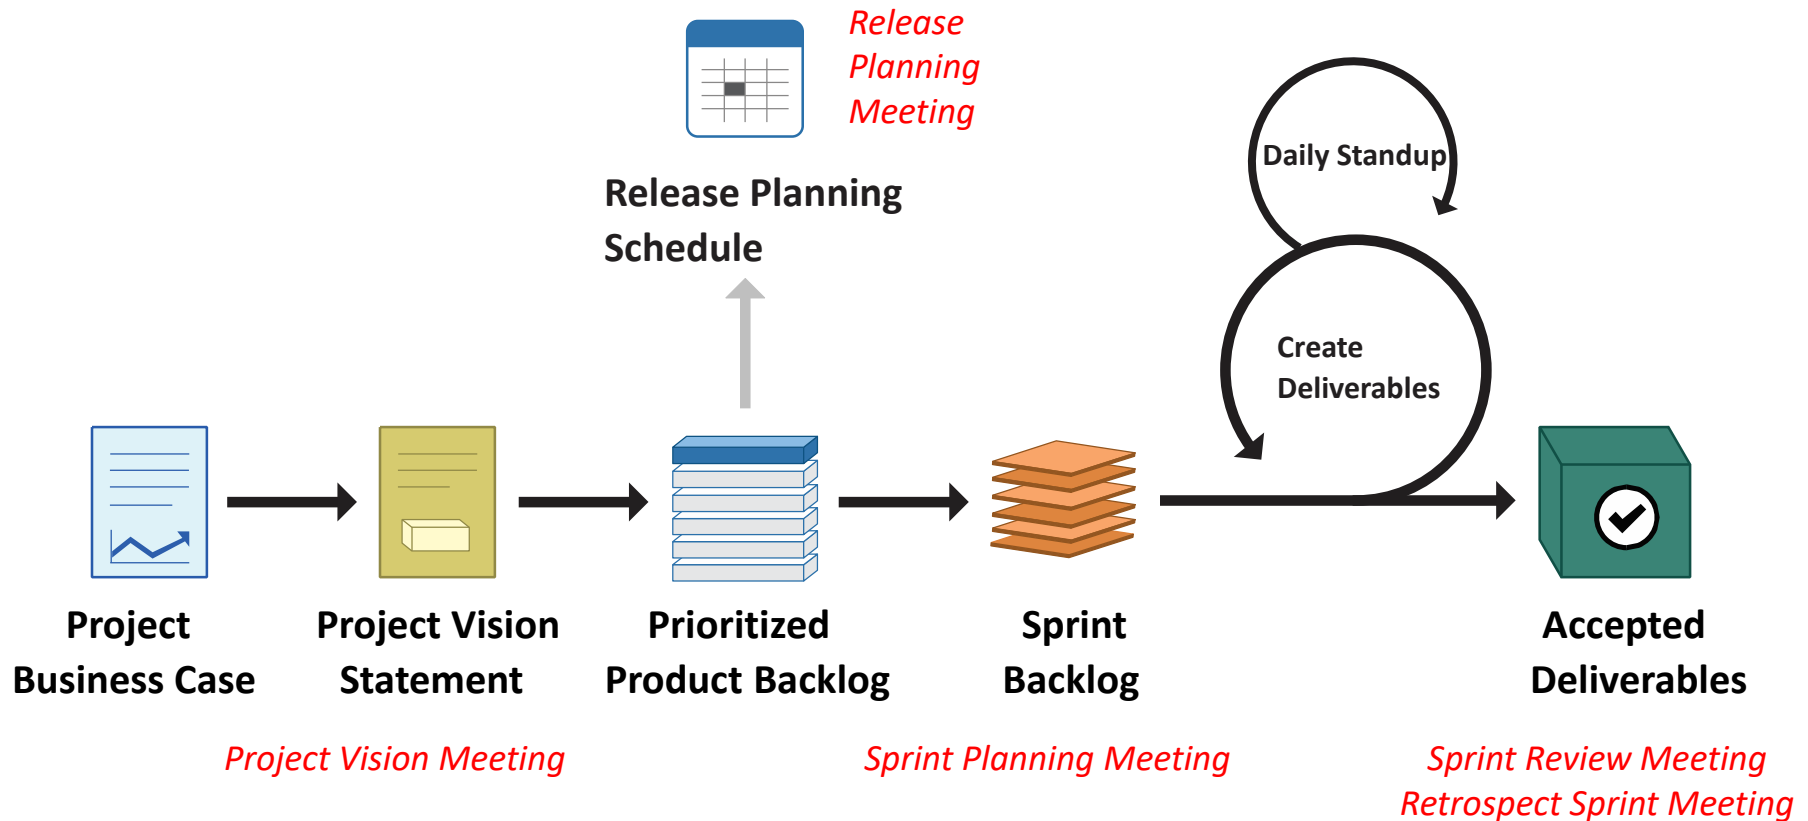 Release
Planning
Meeting
Release Planning
Schedule
Daily Standup
Create
Deliverables
Project
Business Case
Project Vision
Statement
Prioritized
Product Backlog
Sprint
Backlog
Accepted
Deliverables
Project Vision Meeting
Sprint Planning Meeting
Sprint Review Meeting
Retrospect Sprint Meeting